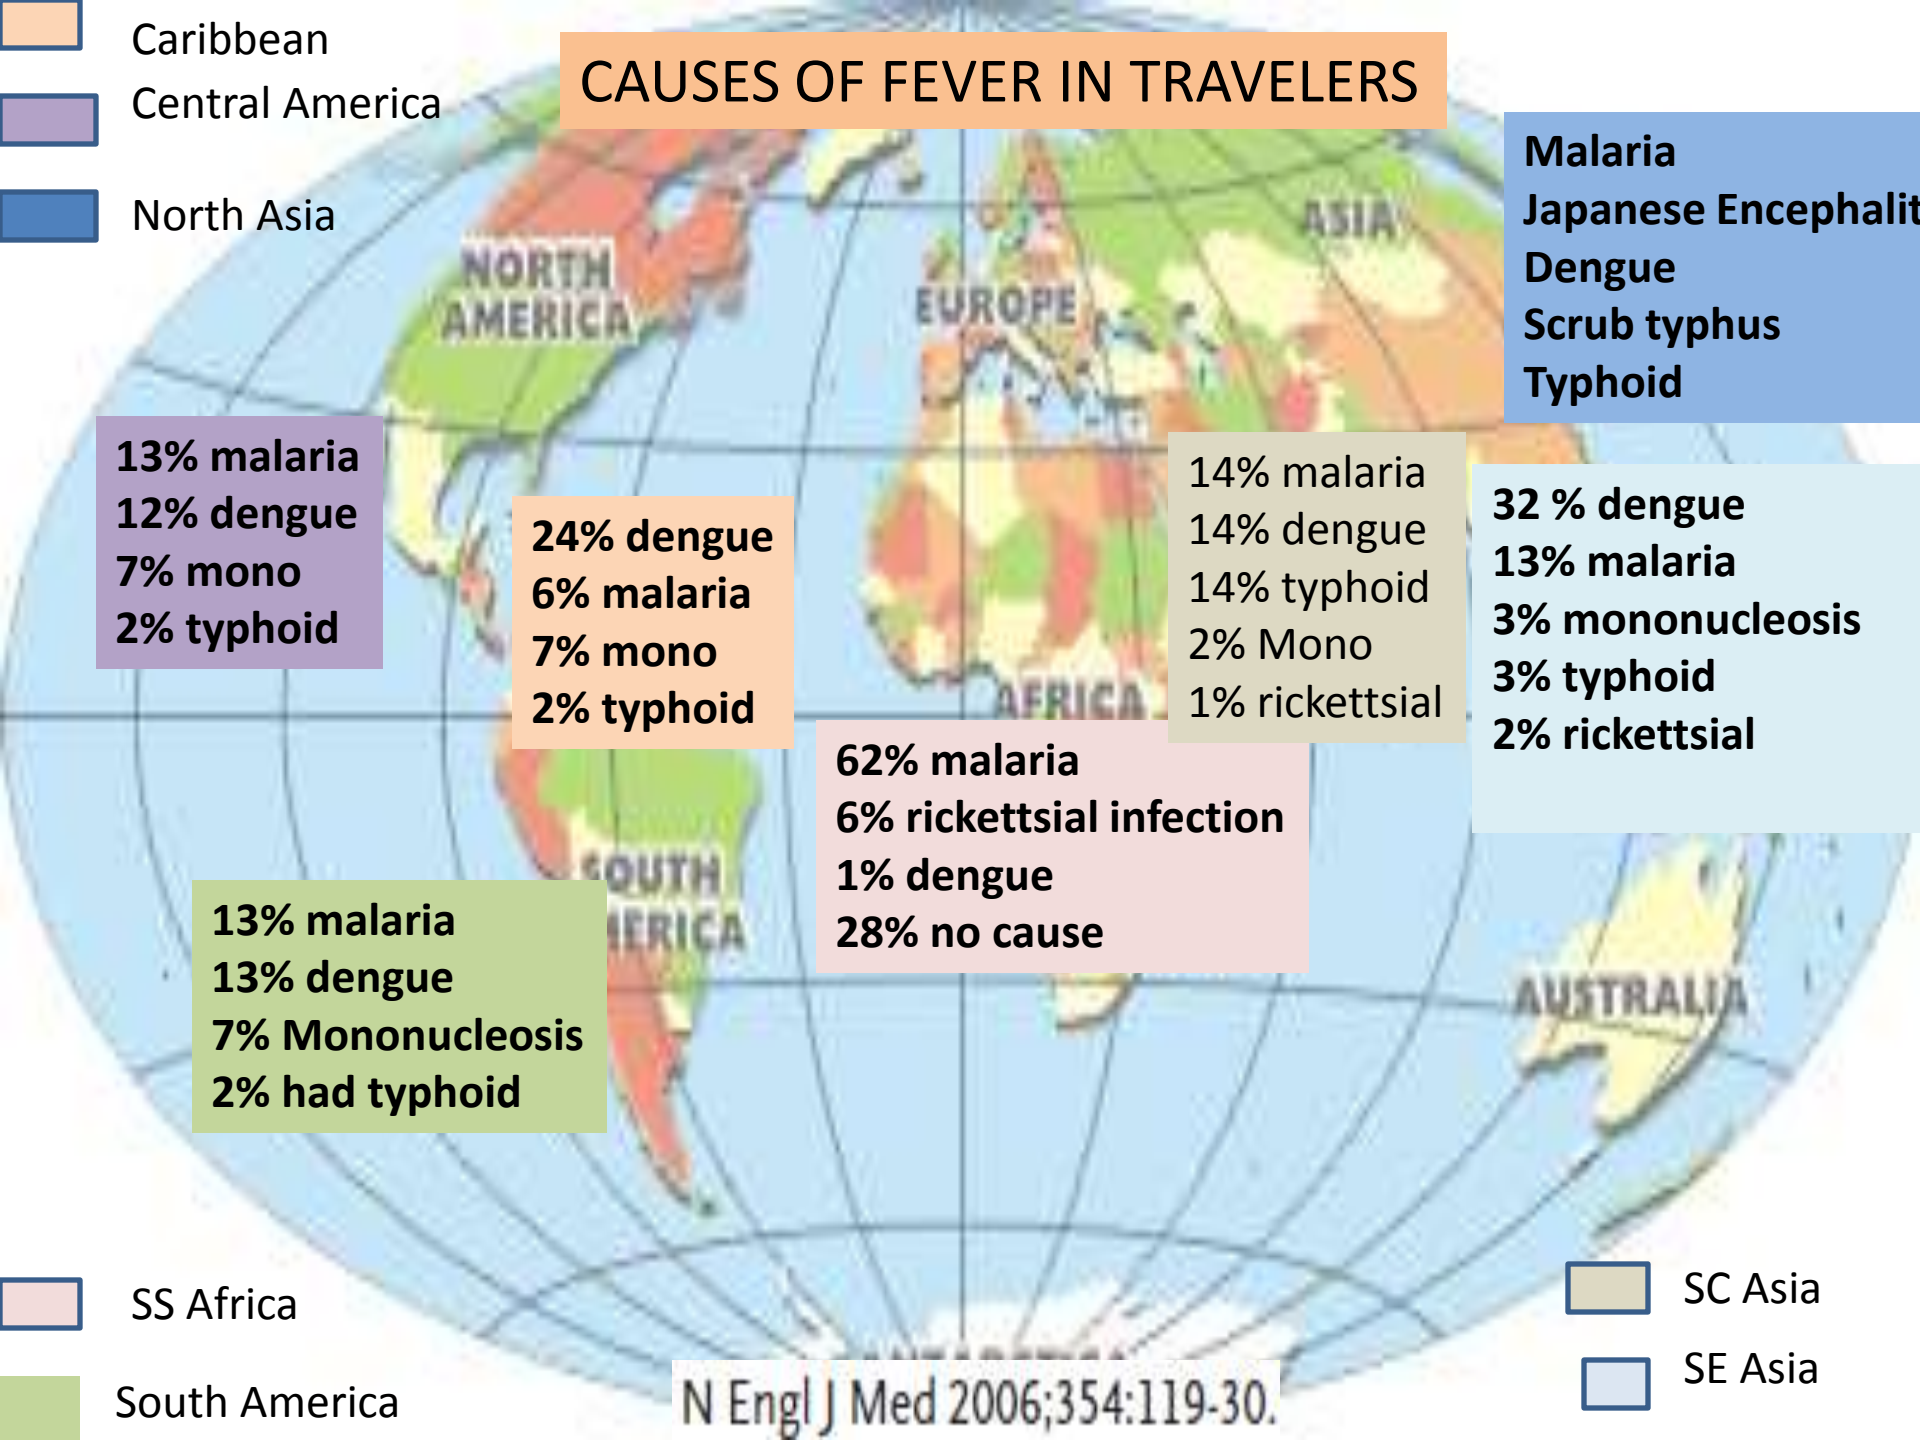 Caribbean
Central America
North Asia
CAUSES OF FEVER IN TRAVELERS
Malaria
Japanese Encephalit
Dengue
Scrub typhus
Typhoid
NORTH
AMERICA
EUROPE
ASIA
13% malaria
12% dengue
7% mono
2% typhoid
24% dengue
6% malaria
7% mono
2% typhoid
14% malaria
14% dengue
14% typhoid
2% Mono
1% rickettsial
32 % dengue
13% malaria
3% mononucleosis
3% typhoid
2% rickettsial
AFRICA
62% malaria
6% rickettsial infection
1% dengue
28% no cause
SOUTH
MERICA
13% malaria
13% dengue
7% Mononucleosis
2% had typhoid
AUSTRALIA
SS Africa
South America
SC Asia
SE Asia
N Engl J Med 2006;354:119-30.